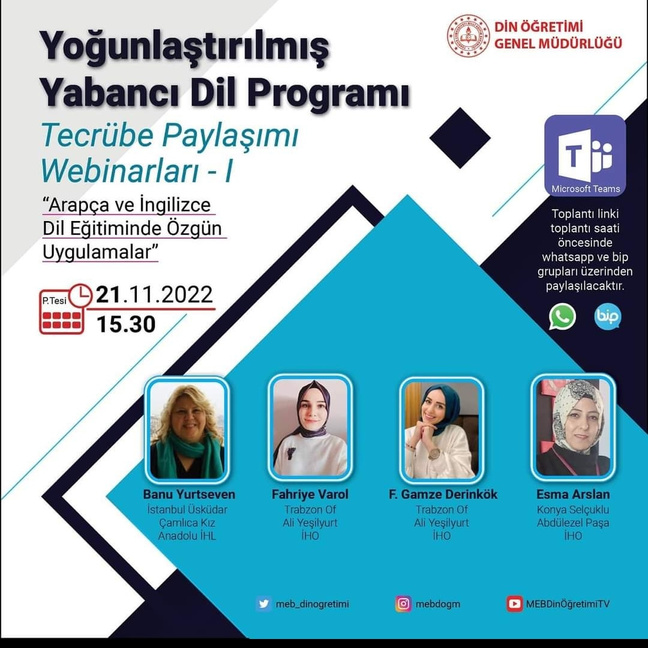 Yoğunlaştırılmış
Yabancı Dil Programı
Tecrübe Paylaşımı
Webinarları - I
“Arapça ve İngilizce
Dil Eğitiminde Özgün
Uygulamalar”
P.Tesi
21.11.2022
15.30
DİN ÖĞRETİMİ
GENEL MÜDÜRLÜĞÜ
T
Microsoft Teams
Toplantı linki
toplantı saati
öncesinde
whatsapp ve bip
grupları üzerinden
paylaşılacaktır.
bip
Banu Yurtseven
İstanbul Üsküdar
Çamlıca Kız
Anadolu İHL
Fahriye Varol
Trabzon Of
Ali Yeşilyurt
İHO
F. Gamze Derinkök
Trabzon Of
Ali Yeşilyurt
İHO
Esma Arslan
Konya Selçuklu
Abdülezel Paşa
İHO
meb_dinogretimi
mebdogm
MEBDinÖğretimiTV